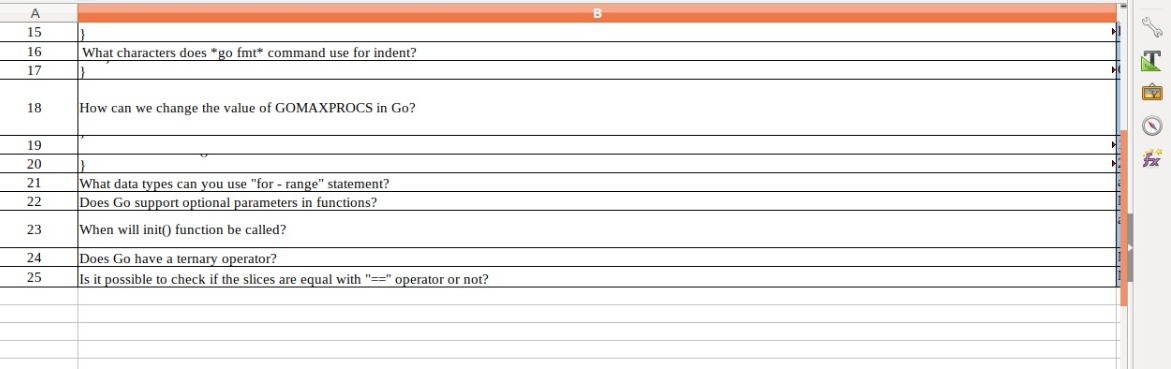 A B
15 }
16 What characters does *go fmt* command use for indent?
17 }
18 How can we change the value of GOMAXPROCS in Go?
19
20 }
21 What data types can you use "for - range" statement?
22 Does Go support optional parameters in functions?
23 When will init() function be called?
24 Does Go have a ternary operator?
25 Is it possible to check if the slices are equal with "==" operator or not?